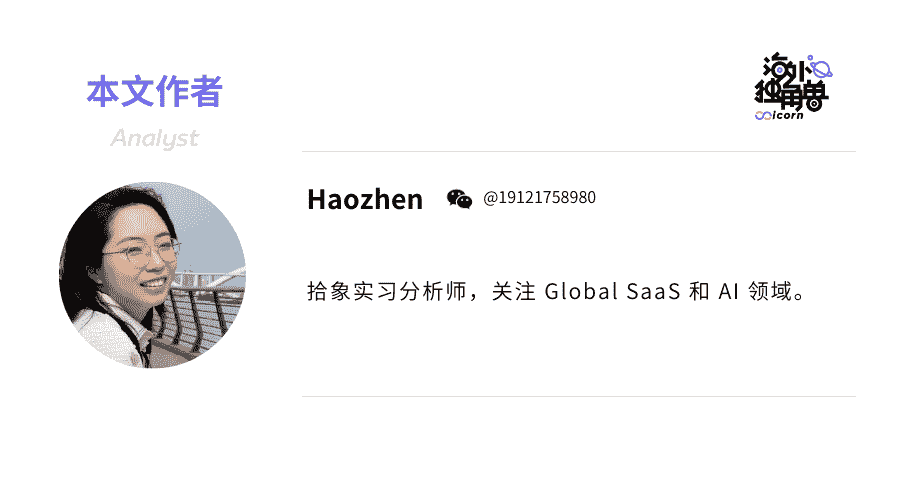 本文作者
Analyst
海外
独角兽
icorn
Haozhen @19121758980
拾象实习分析师，关注 Global SaaS 和 AI 领域。